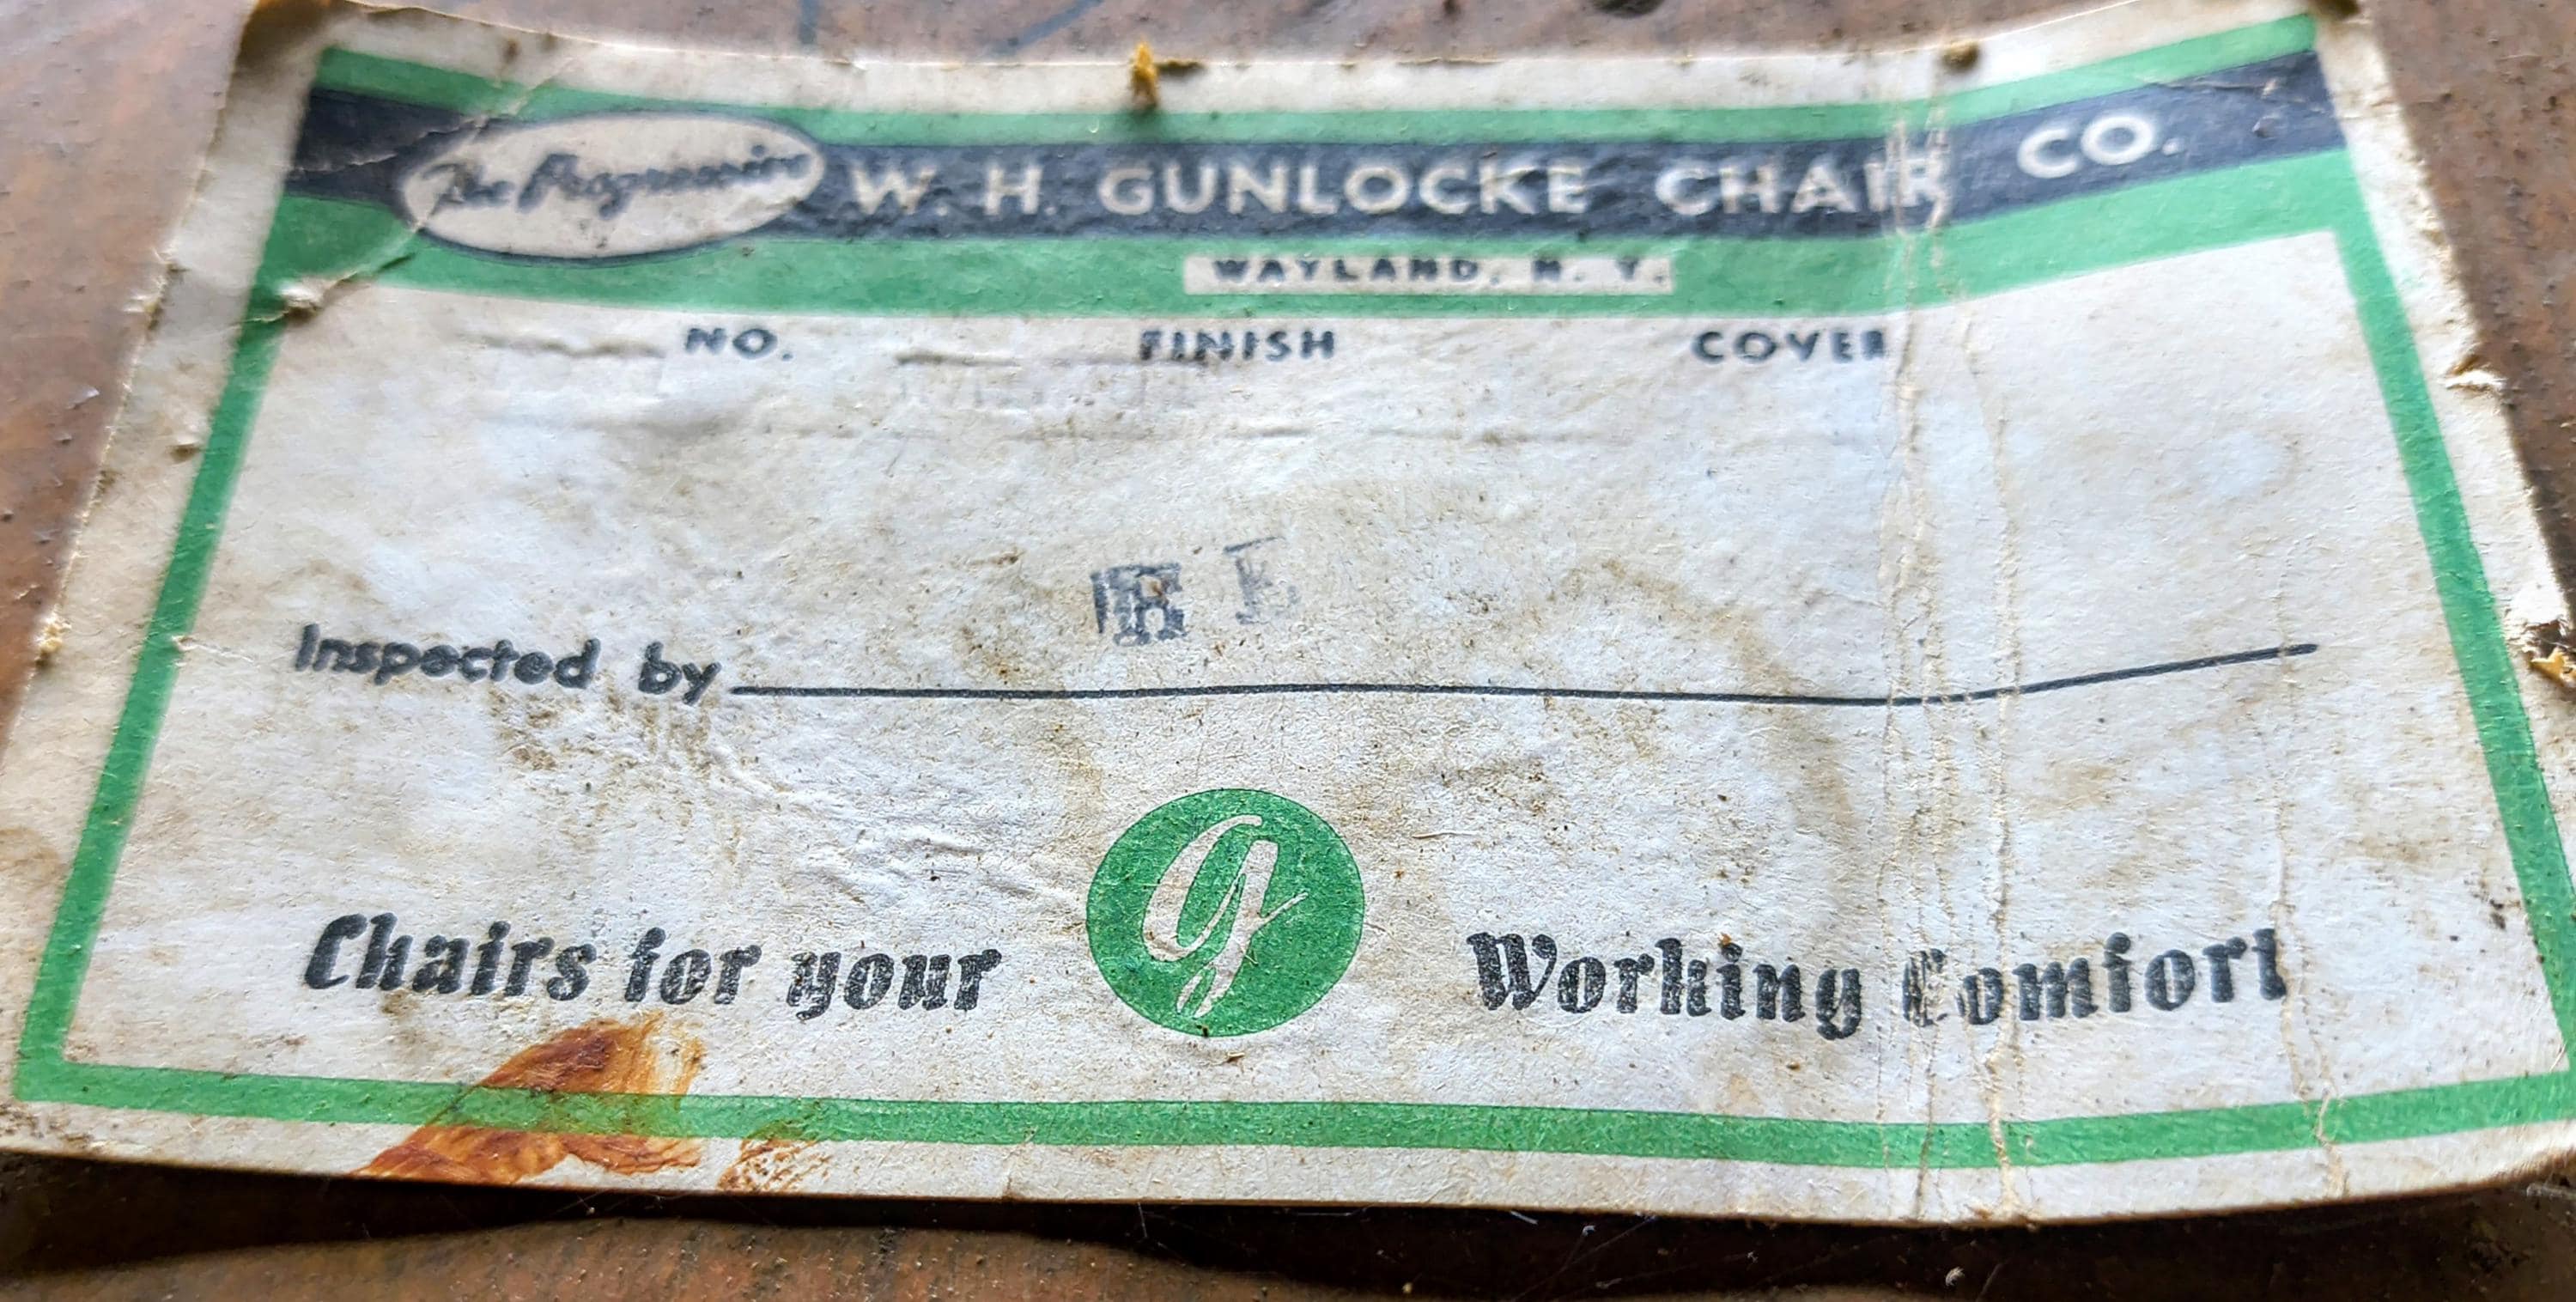 The Progressive W. H. GUNLOCKE CHAIR CO.
WAYLAND, N. Y.
NO. FINISH COVER
Inspected by
Chairs for your g Working Comfort